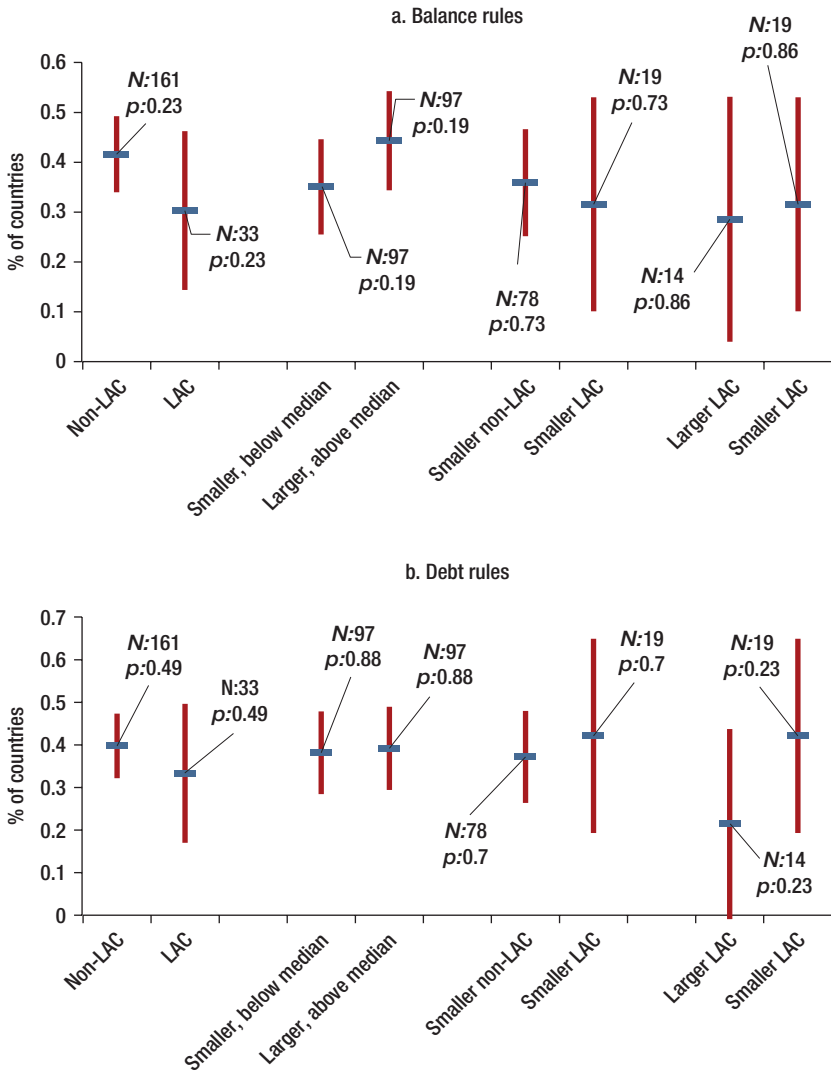 a. Balance rules
% of countries
0.6
0.5
0.4
0.3
0.2
0.1
0
N:161
p:0.23
N:33
p:0.23
N:97
p:0.19
N:97
p:0.19
N:78
p:0.73
N:19
p:0.73
N:14
p:0.86
N:19
p:0.86
Non-LAC
LAC
Smaller, below median
Larger, above median
Smaller non-LAC
Smaller LAC
Larger LAC
Smaller LAC
b. Debt rules
% of countries
0.7
0.6
0.5
0.4
0.3
0.2
0.1
0
N:161
p:0.49
N:33
p:0.49
N:97
p:0.88
N:97
p:0.88
N:78
p:0.7
N:19
p:0.7
N:14
p:0.23
N:19
p:0.23
Non-LAC
LAC
Smaller, below median
Larger, above median
Smaller non-LAC
Smaller LAC
Larger LAC
Smaller LAC